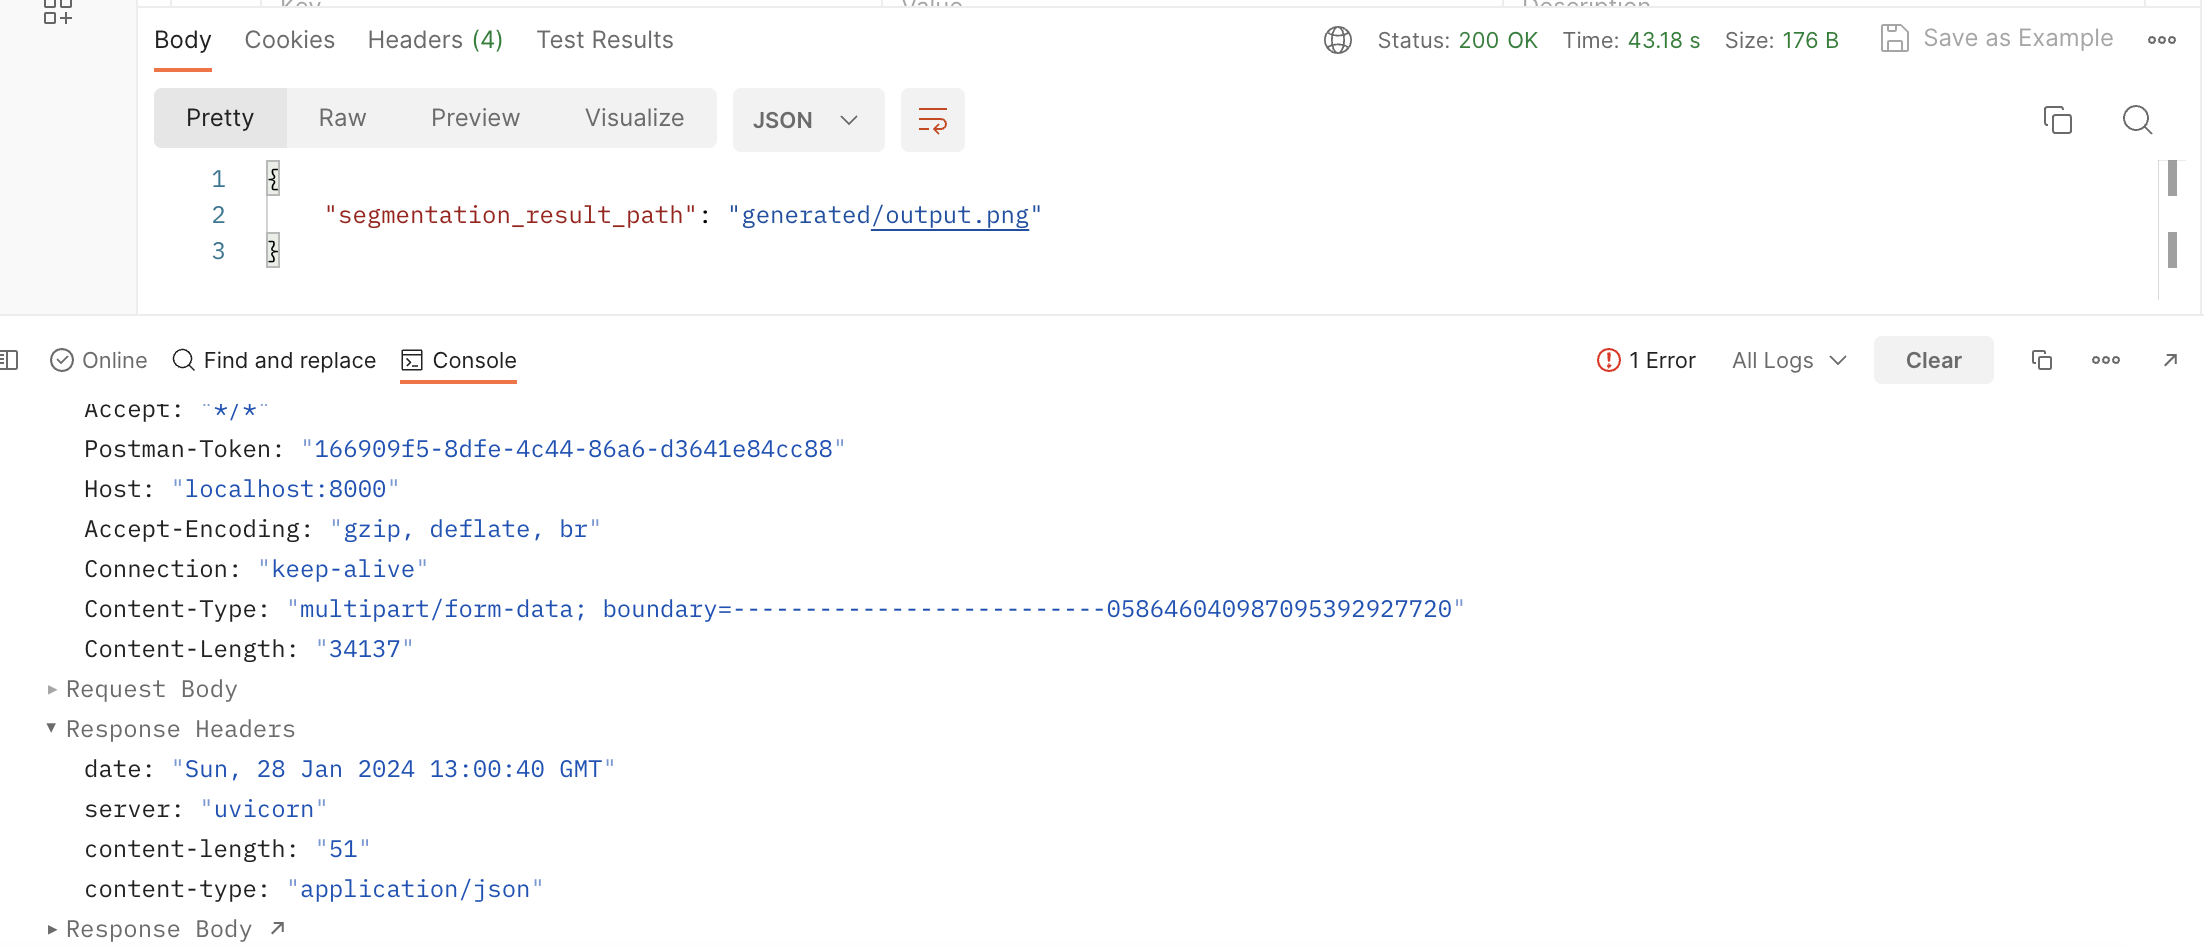 Key Value Description
Body Cookies Headers (4) Test Results Status: 200 OK Time: 43.18 s Size: 176 B Save as Example
Pretty Raw Preview Visualize JSON
1 {
2 "segmentation_result_path": "generated/output.png"
3 }
Online Find and replace Console 1 Error All Logs Clear
Accept: "*/*"
Postman-Token: "166909f5-8dfe-4c44-86a6-d3641e84cc88"
Host: "localhost:8000"
Accept-Encoding: "gzip, deflate, br"
Connection: "keep-alive"
Content-Type: "multipart/form-data; boundary=--------------------------058646040987095392927720"
Content-Length: "34137"
Request Body
Response Headers
date: "Sun, 28 Jan 2024 13:00:40 GMT"
server: "uvicorn"
content-length: "51"
content-type: "application/json"
Response Body